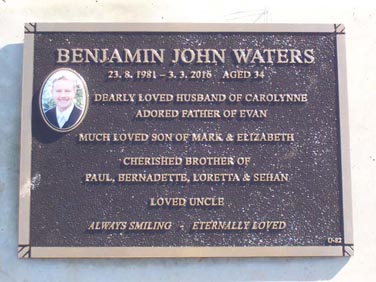 BENJAMIN JOHN WATERS
23. 8. 1981 – 3. 3. 2016 AGED 34
DEARLY LOVED HUSBAND OF CAROLYNNE
ADORED FATHER OF EVAN
MUCH LOVED SON OF MARK & ELIZABETH
CHERISHED BROTHER OF
PAUL, BERNADETTE, LORETTA & SEHAN
LOVED UNCLE
ALWAYS SMILING - ETERNALLY LOVED
U-82